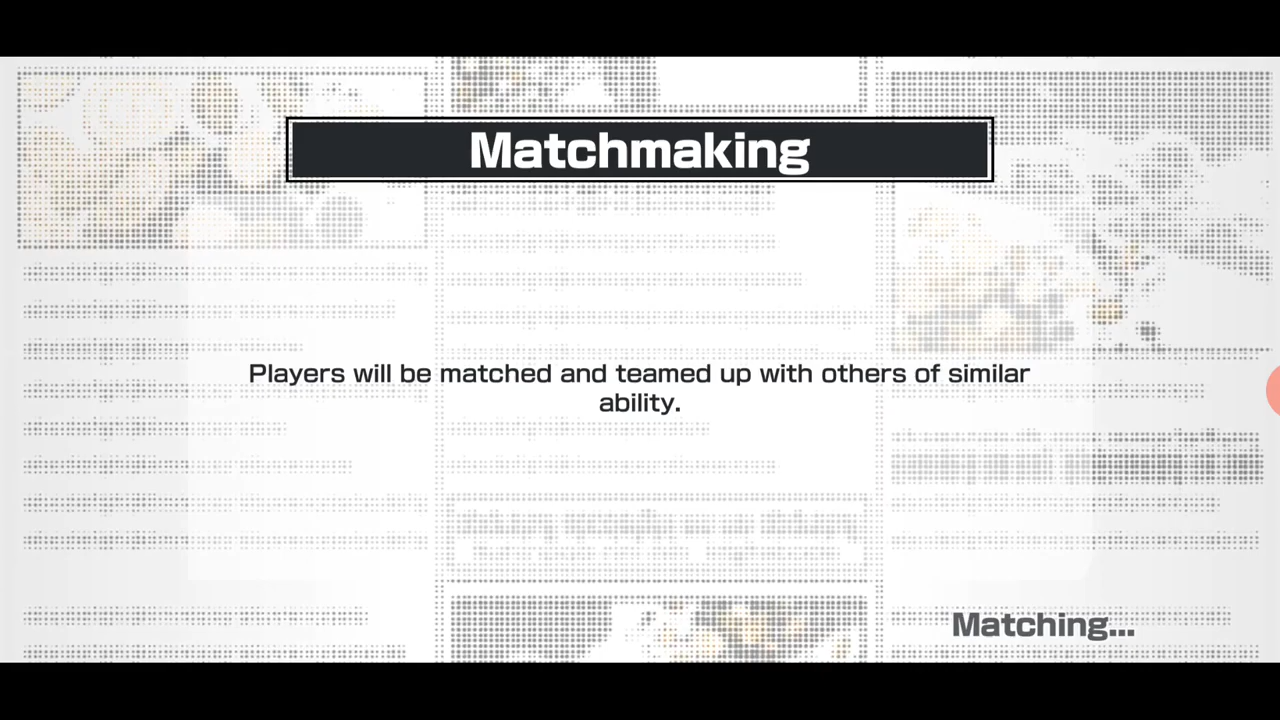 Matchmaking
Players will be matched and teamed up with others of similar
ability.
Matching...